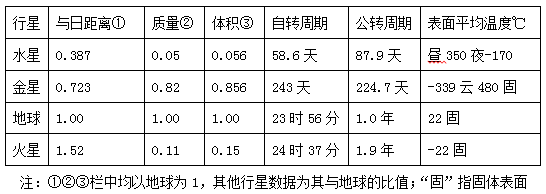 行星 与日距离① 质量② 体积③ 自转周期 公转周期 表面平均温度℃
水星 0.387 0.05 0.056 58.6 天 87.9 天 昼 350 夜-170
金星 0.723 0.82 0.856 243 天 224.7 天 -339 云 480 固
地球 1.00 1.00 1.00 23 时 56 分 1.0 年 22 固
火星 1.52 0.11 0.15 24 时 37 分 1.9 年 -22 固
注：①②③栏中均以地球为 1，其他行星数据为其与地球的比值；“固”指固体表面